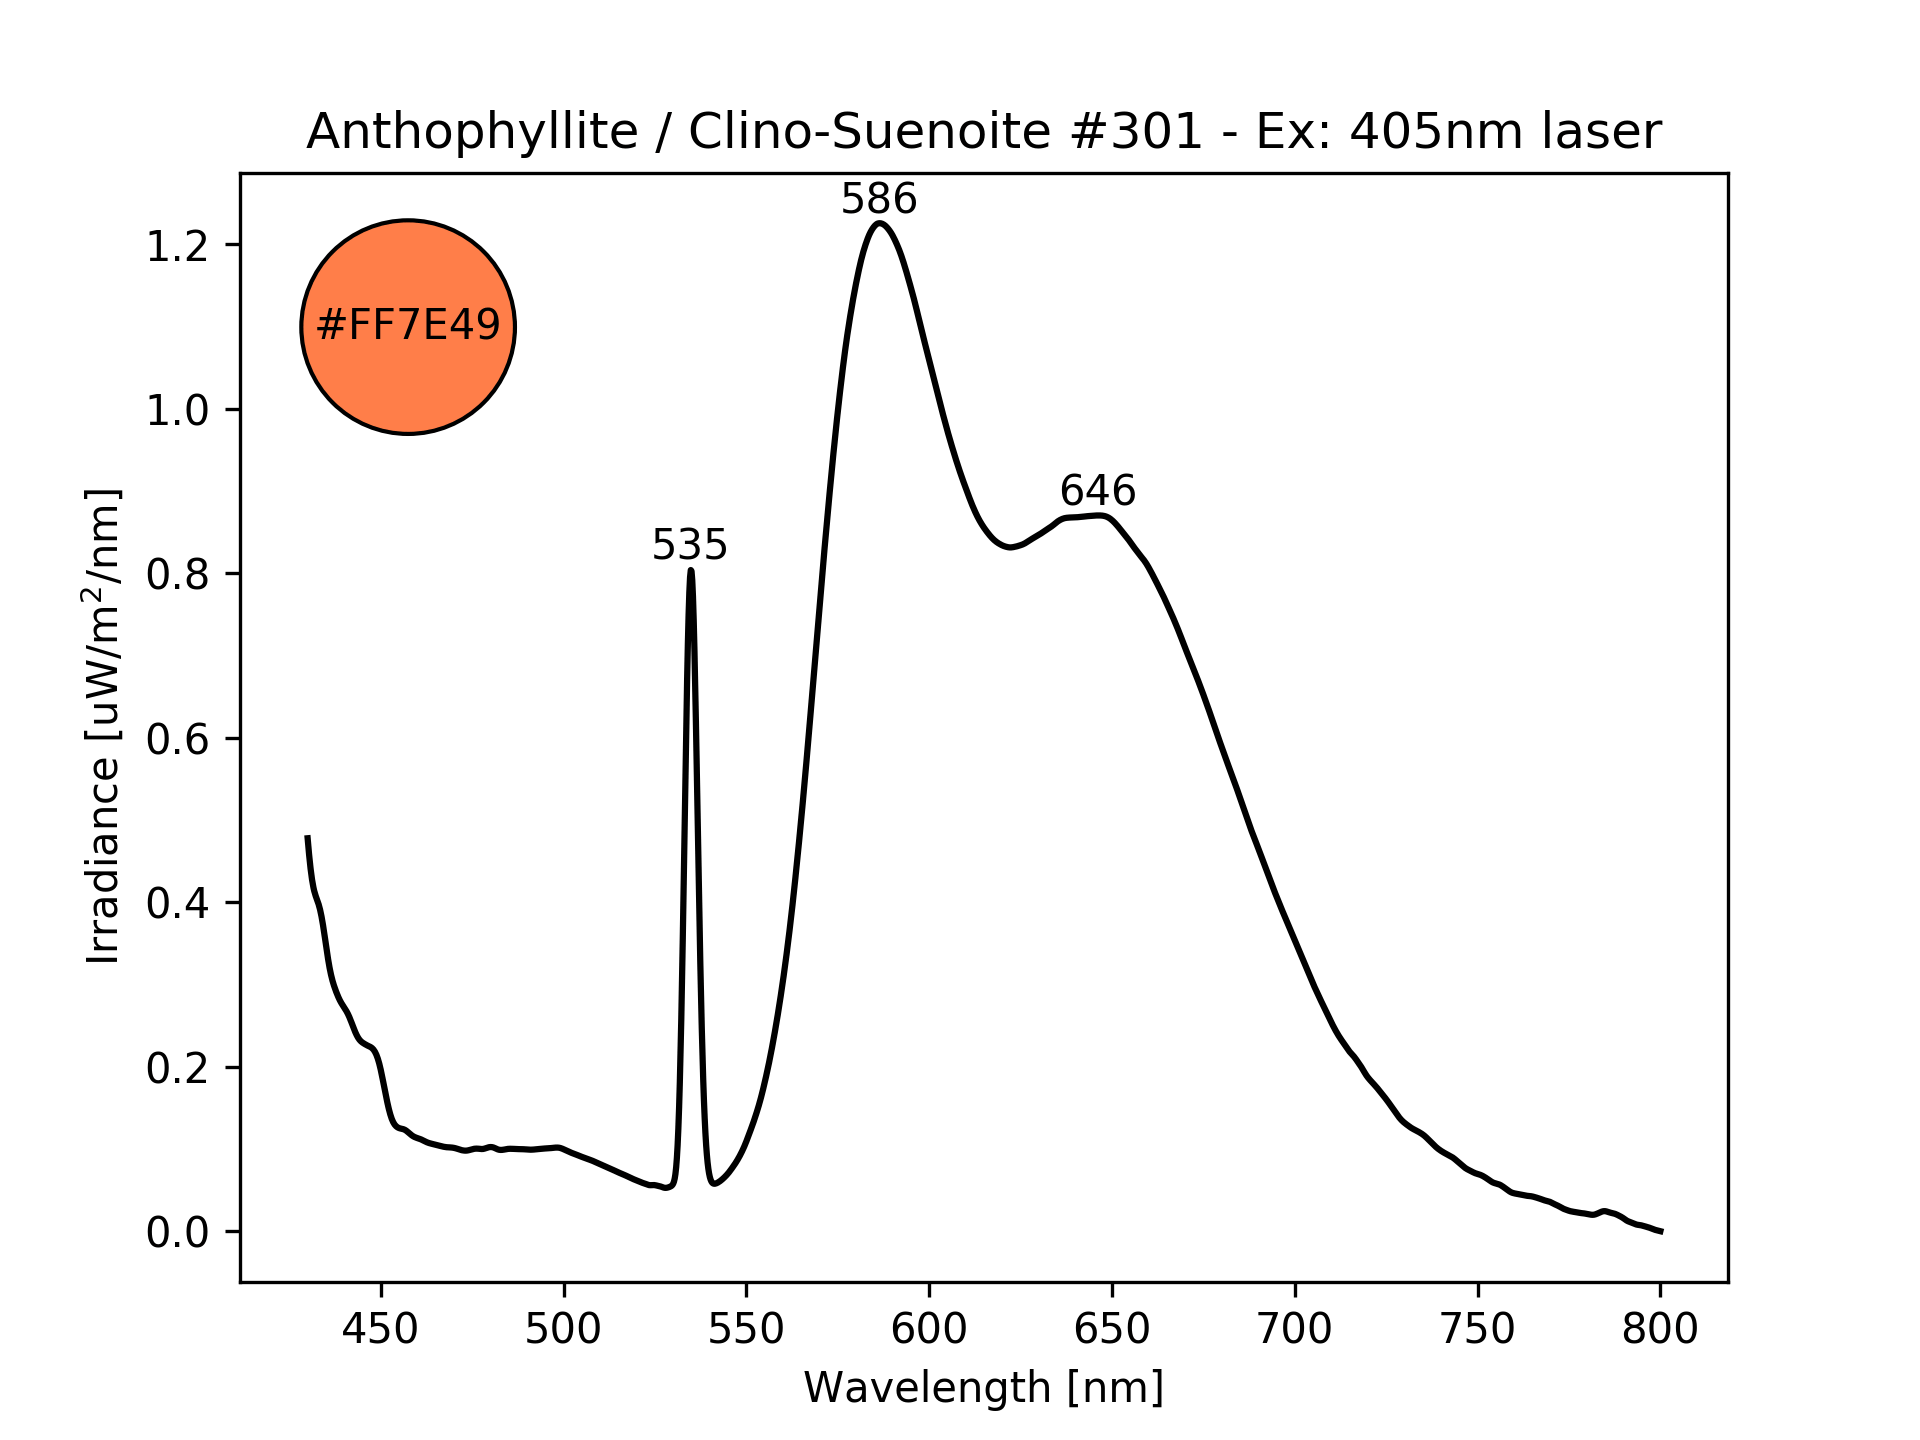 Anthophyllite / Clino-Suenoite #301 - Ex: 405nm laser
586
1.2
#FF7E49
1.0
646
535
0.8
0.6
0.4
0.2
0.0
Irradiance [uW/m²/nm]
450 500 550 600 650 700 750 800
Wavelength [nm]